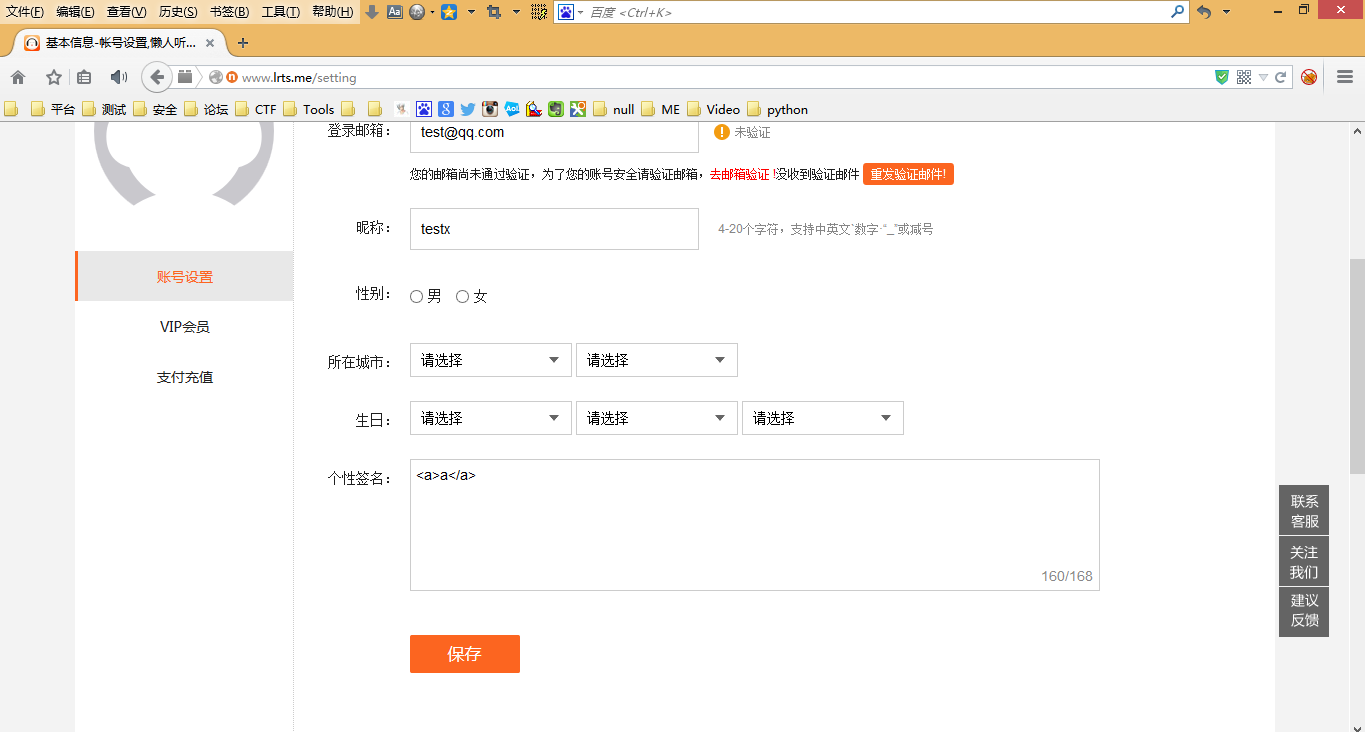 文件(F) 编辑(E) 查看(V) 历史(S) 书签(B) 工具(T) 帮助(H) Aa 百度 <Ctrl+K>
基本信息-帐号设置,懒人听...
www.lrts.me/setting
平台 测试 安全 论坛 CTF Tools null ME Video python
登录邮箱： test@qq.com 未验证
您的邮箱尚未通过验证，为了您的账号安全请验证邮箱，去邮箱验证 !没收到验证邮件 重发验证邮件!
昵称： testx 4-20个字符，支持中英文`数字·“_”或减号
账号设置
性别： 男 女
VIP会员
所在城市： 请选择 请选择
支付充值
生日： 请选择 请选择 请选择
个性签名： <a>a</a>
160/168
联系
客服
关注
我们
建议
反馈
保存